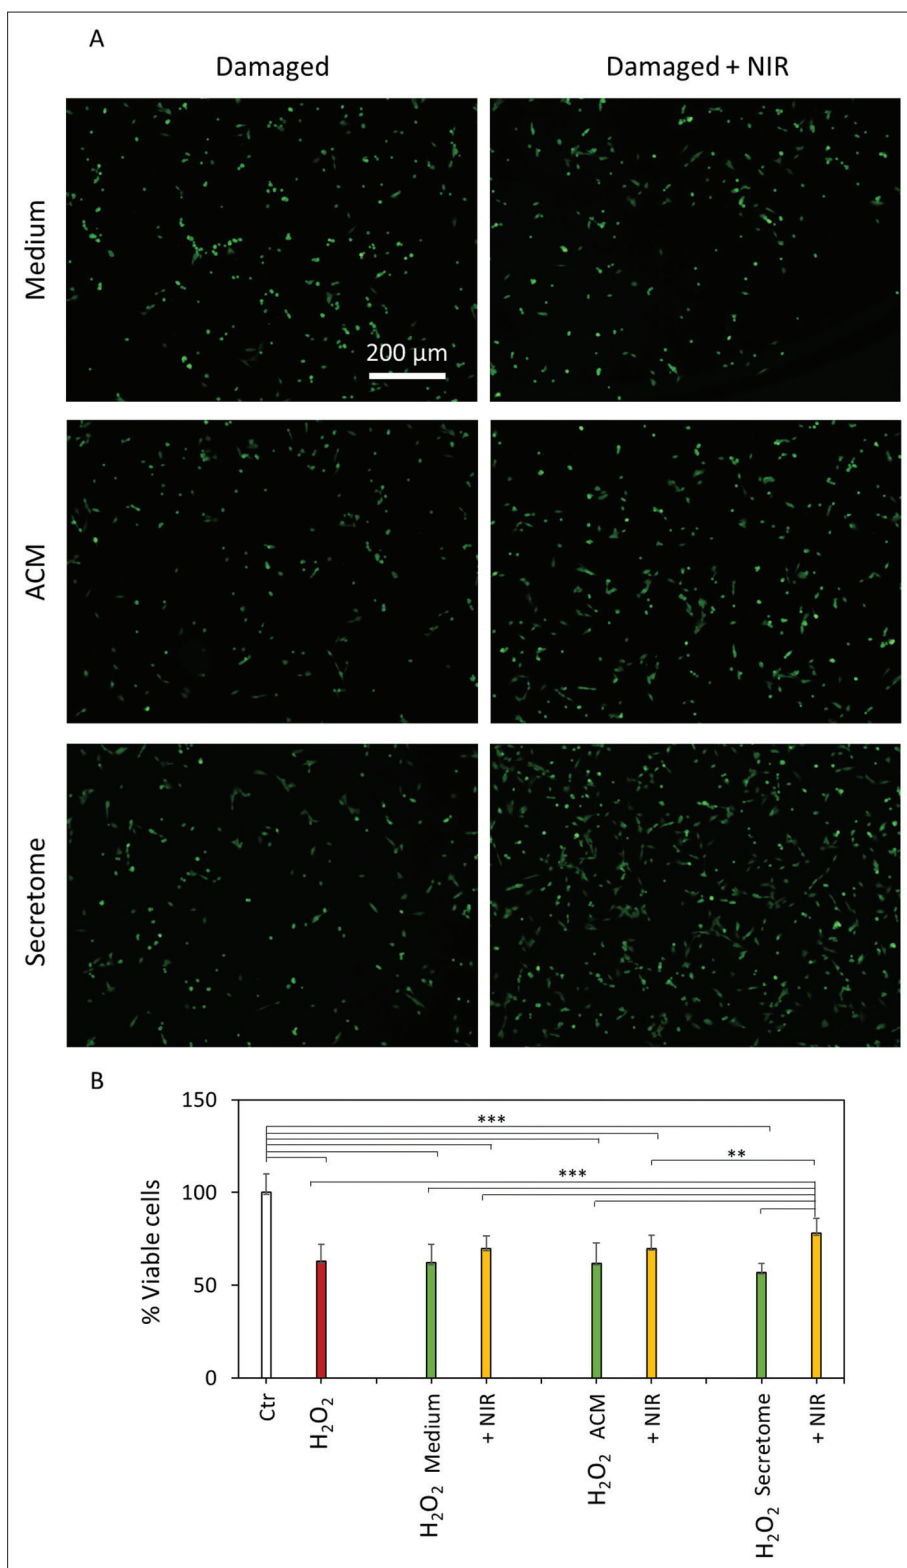 A
Damaged
Damaged + NIR
Medium
200 µm
ACM
Secretome
B
% Viable cells
150
100
50
0
***
**
***
Ctr
H₂O₂
H₂O₂ Medium
+ NIR
H₂O₂ ACM
+ NIR
H₂O₂ Secretome
+ NIR